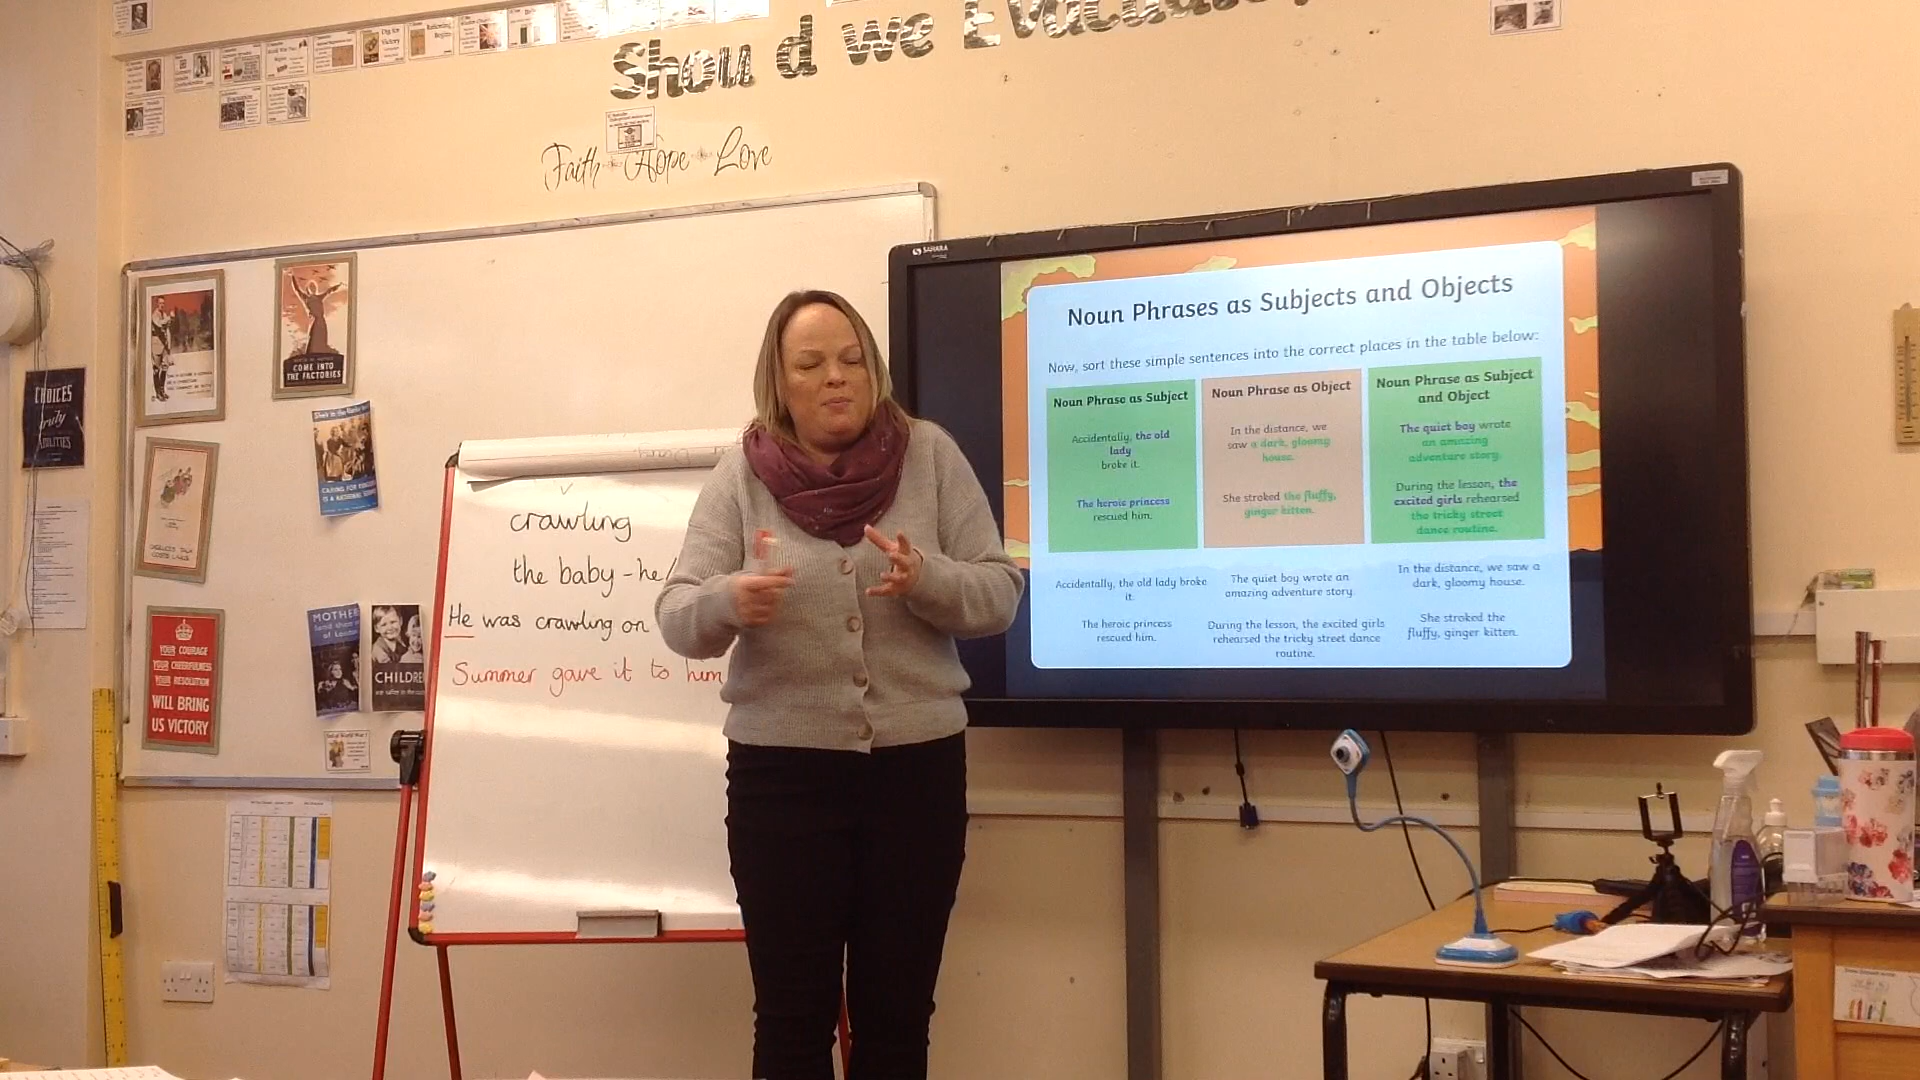 Shou d we Evacuate?
Faith Hope Love
COME INTO
THE FACTORIES
CHOICES
truly
ABILITIES
CARELESS TALK
COSTS LIVES
YOUR COURAGE
YOUR CHEERFULNESS
YOUR RESOLUTION
WILL BRING
US VICTORY
MOTHER
CHILDRE
crawling
the baby - he/
He was crawling on
Summer gave it to him
SAHARA
Noun Phrases as Subjects and Objects
Now, sort these simple sentences into the correct places in the table below:
Noun Phrase as Subject
Accidentally, the old
lady
broke it.
The heroic princess
rescued him.
Noun Phrase as Object
In the distance, we
saw a dark, gloomy
house.
She stroked the fluffy,
ginger kitten.
Noun Phrase as Subject
and Object
The quiet boy wrote
an amazing
adventure story.
During the lesson, the
excited girls rehearsed
the tricky street
dance routine.
Accidentally, the old lady broke
it.
The heroic princess
rescued him.
The quiet boy wrote an
amazing adventure story.
During the lesson, the excited girls
rehearsed the tricky street dance
routine.
In the distance, we saw a
dark, gloomy house.
She stroked the
fluffy, ginger kitten.